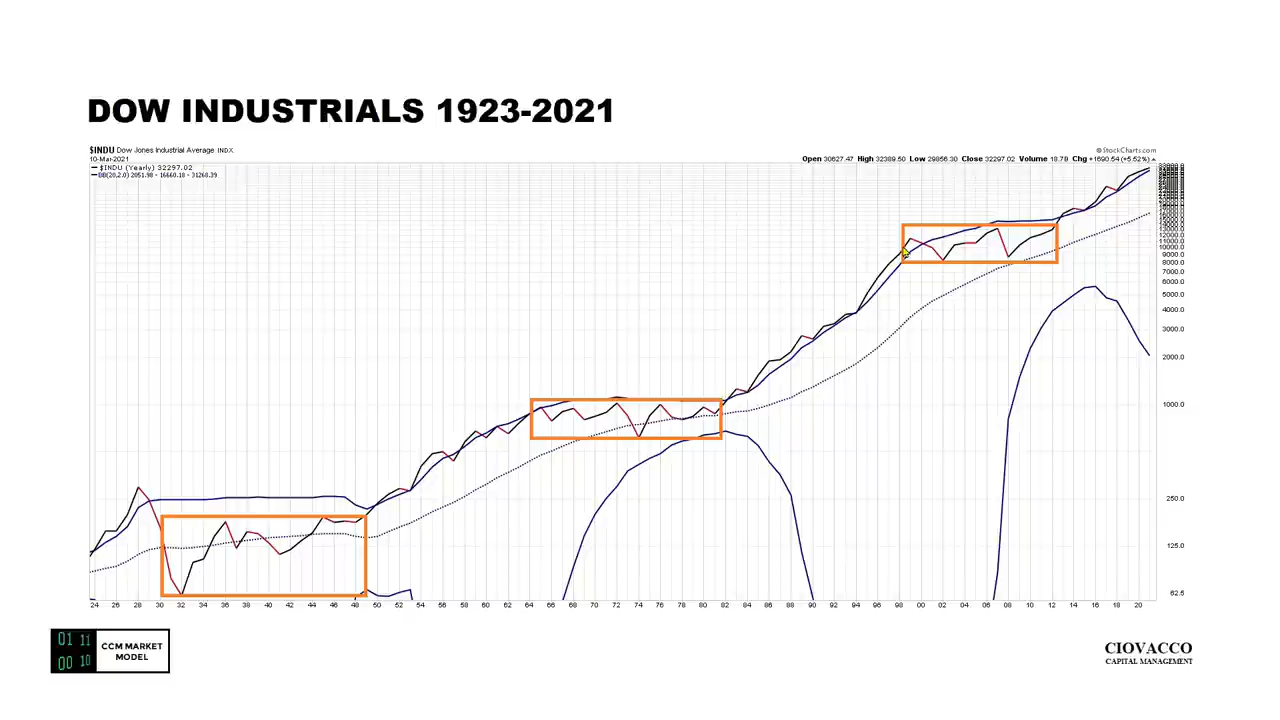 DOW INDUSTRIALS 1923-2021
$INDU Dow Jones Industrial Average INDX
© StockCharts.com
10-Mar-2021
Open 30627.47 High 32389.50 Low 29856.30 Close 32297.02 Volume 18.7B Chg +1690.54 (+5.52%)
$INDU (Yearly) 32297.02
BB(20,2.0) 2051.98 - 16660.18 - 31268.39
12000.0
11000.0
10000.0
9000.0
8000.0
7000.0
6000.0
5000.0
4000.0
3000.0
2000.0
1000.0
250.0
125.0
62.5
24 26 28 30 32 34 36 38 40 42 44 46 48 50 52 54 56 58 60 62 64 66 68 70 72 74 76 78 80 82 84 86 88 90 92 94 96 98 00 02 04 06 08 10 12 14 16 18 20
01 11
00 10
CCM MARKET
MODEL
CIOVACCO
CAPITAL MANAGEMENT